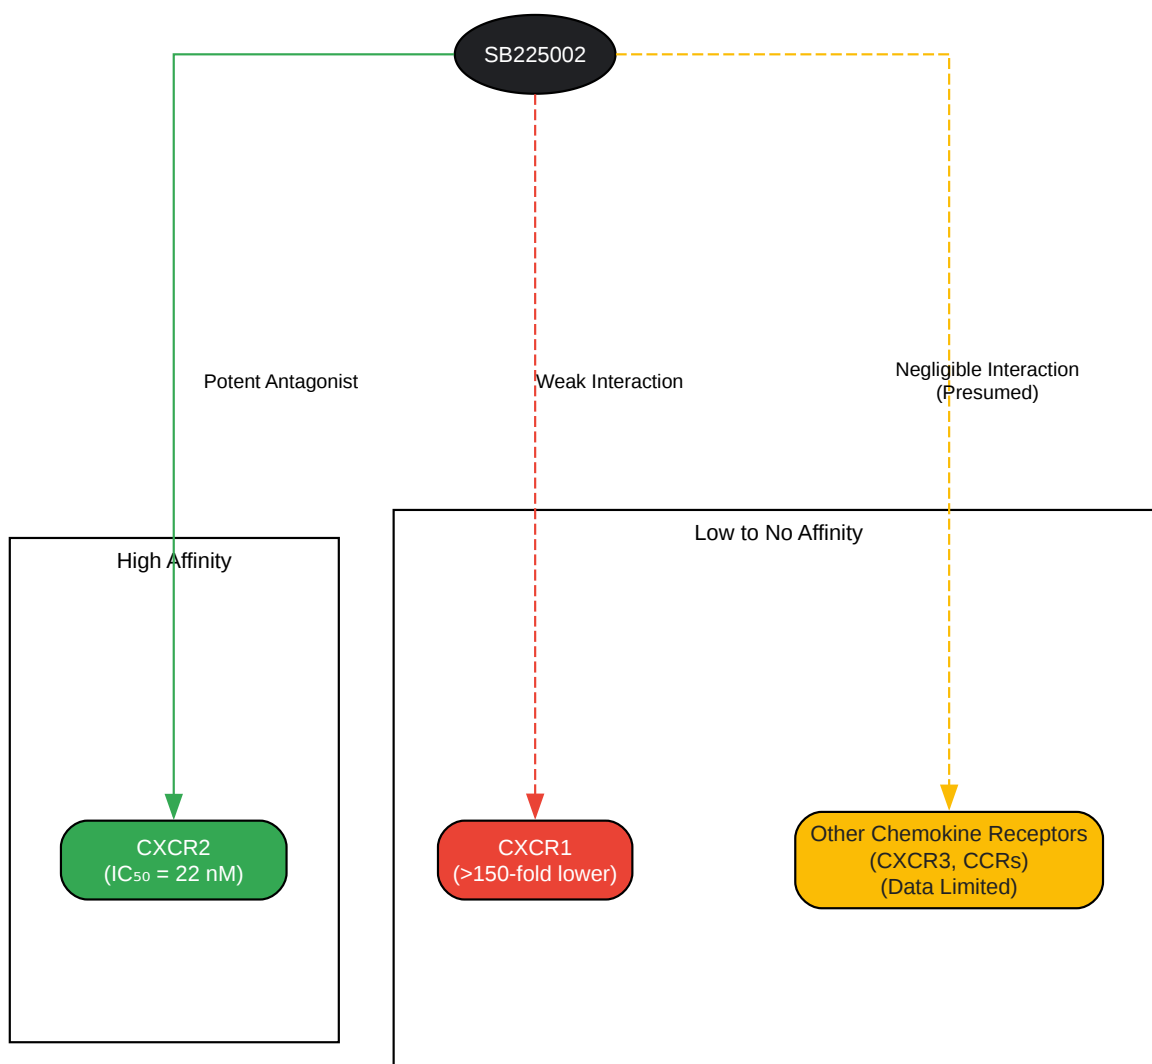 SB225002
Potent Antagonist
Weak Interaction
Negligible Interaction
(Presumed)
High Affinity
Low to No Affinity
CXCR2
(IC₅₀ = 22 nM)
CXCR1
(>150-fold lower)
Other Chemokine Receptors
(CXCR3, CCRs)
(Data Limited)